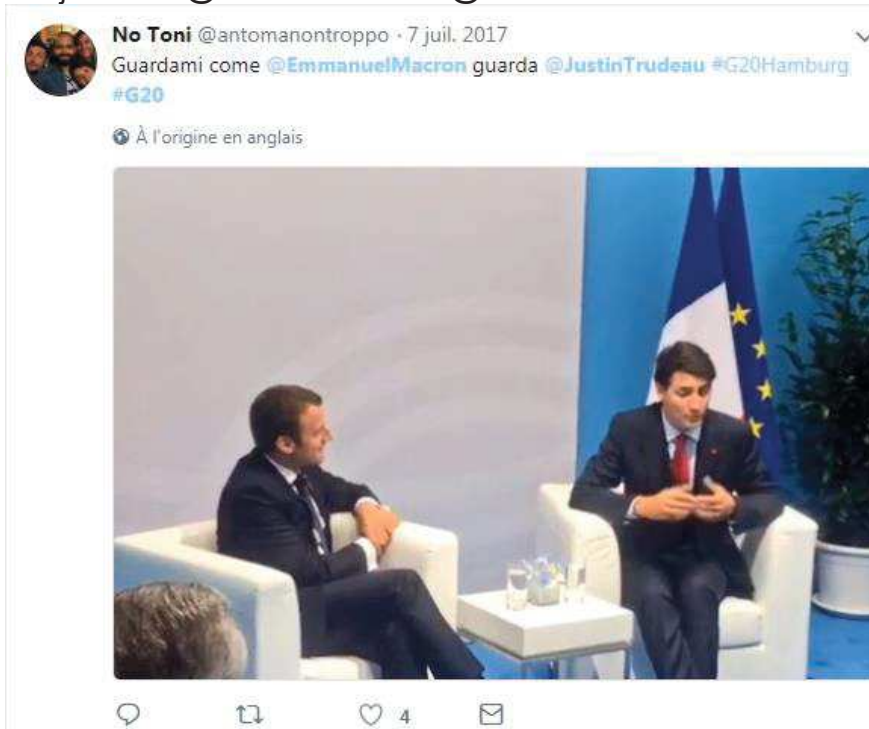 No Toni @antomanontroppo · 7 juil. 2017
Guardami come @EmmanuelMacron guarda @JustinTrudeau #G20Hamburg
#G20
À l'origine en anglais
4